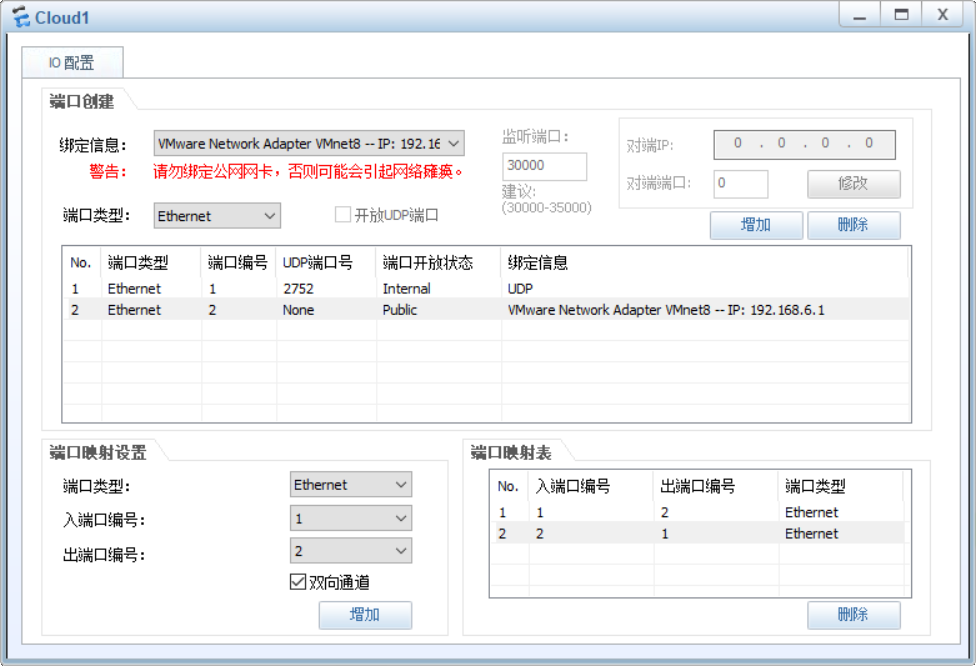 Cloud1
IO 配置
端口创建
绑定信息: VMware Network Adapter VMnet8 -- IP: 192.16
警告: 请勿绑定公网网卡，否则可能会引起网络瘫痪。
端口类型: Ethernet 开放UDP端口
监听端口:
30000
建议:
(30000-35000)
对端IP: 0 . 0 . 0 . 0
对端端口: 0 修改
增加 删除
No. 端口类型 端口编号 UDP端口号 端口开放状态 绑定信息
1 Ethernet 1 2752 Internal UDP
2 Ethernet 2 None Public VMware Network Adapter VMnet8 -- IP: 192.168.6.1
端口映射设置
端口类型: Ethernet
入端口编号: 1
出端口编号: 2
双向通道
增加
端口映射表
No. 入端口编号 出端口编号 端口类型
1 1 2 Ethernet
2 2 1 Ethernet
删除